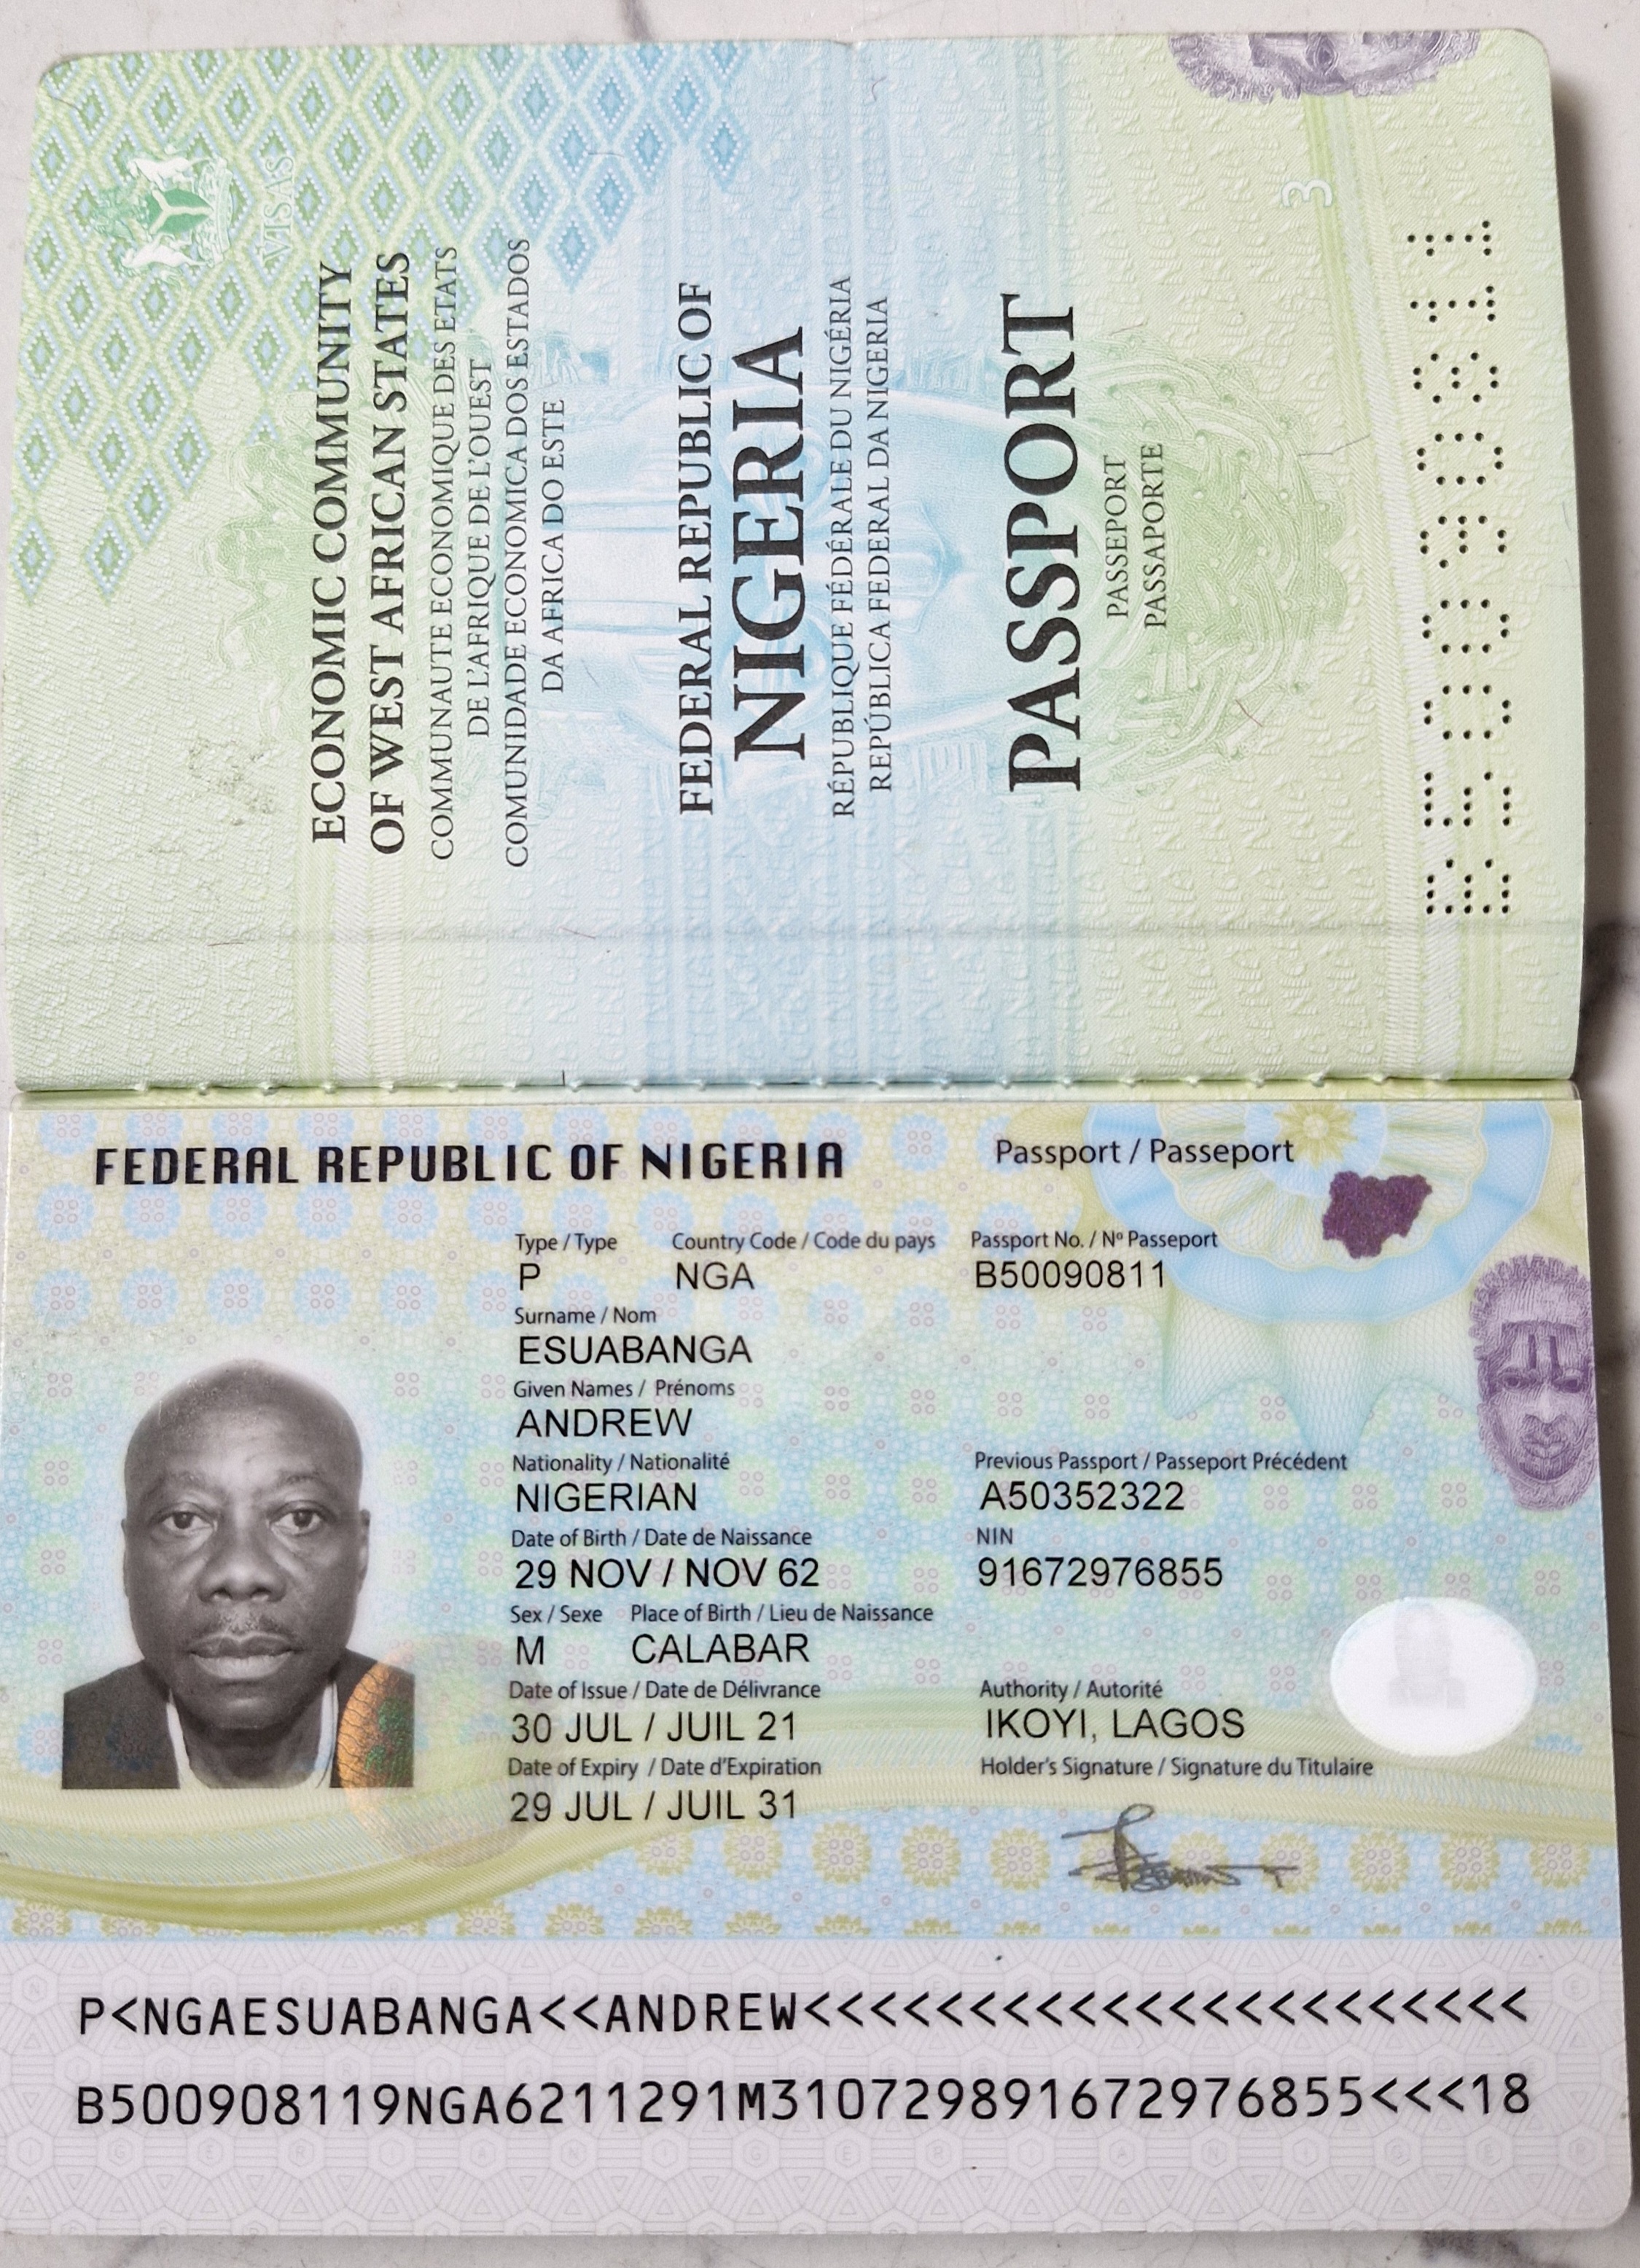 VISAS
3
ECONOMIC COMMUNITY
OF WEST AFRICAN STATES
COMMUNAUTE ECONOMIQUE DES ETATS
DE L'AFRIQUE DE L'OUEST
COMUNIDADE ECONOMICA DOS ESTADOS
DA AFRICA DO ESTE
FEDERAL REPUBLIC OF
NIGERIA
RÉPUBLIQUE FÉDÉRALE DU NIGÉRIA
REPÚBLICA FEDERAL DA NIGERIA
PASSPORT
PASSEPORT
PASSAPORTE
B50090811
FEDERAL REPUBLIC OF NIGERIA
Passport / Passeport
Type / Type Country Code / Code du pays Passport No. / Nº Passeport
P NGA B50090811
Surname / Nom
ESUABANGA
Given Names / Prénoms
ANDREW
Nationality / Nationalité Previous Passport / Passeport Précédent
NIGERIAN A50352322
Date of Birth / Date de Naissance NIN
29 NOV / NOV 62 91672976855
Sex / Sexe Place of Birth / Lieu de Naissance
M CALABAR
Date of Issue / Date de Délivrance Authority / Autorité
30 JUL / JUIL 21 IKOYI, LAGOS
Date of Expiry / Date d'Expiration Holder's Signature / Signature du Titulaire
29 JUL / JUIL 31
P<NGAESUABANGA<<ANDREW<<<<<<<<<<<<<<<<<<<<<<
B500908119NGA6211291M310729891672976855<<<18